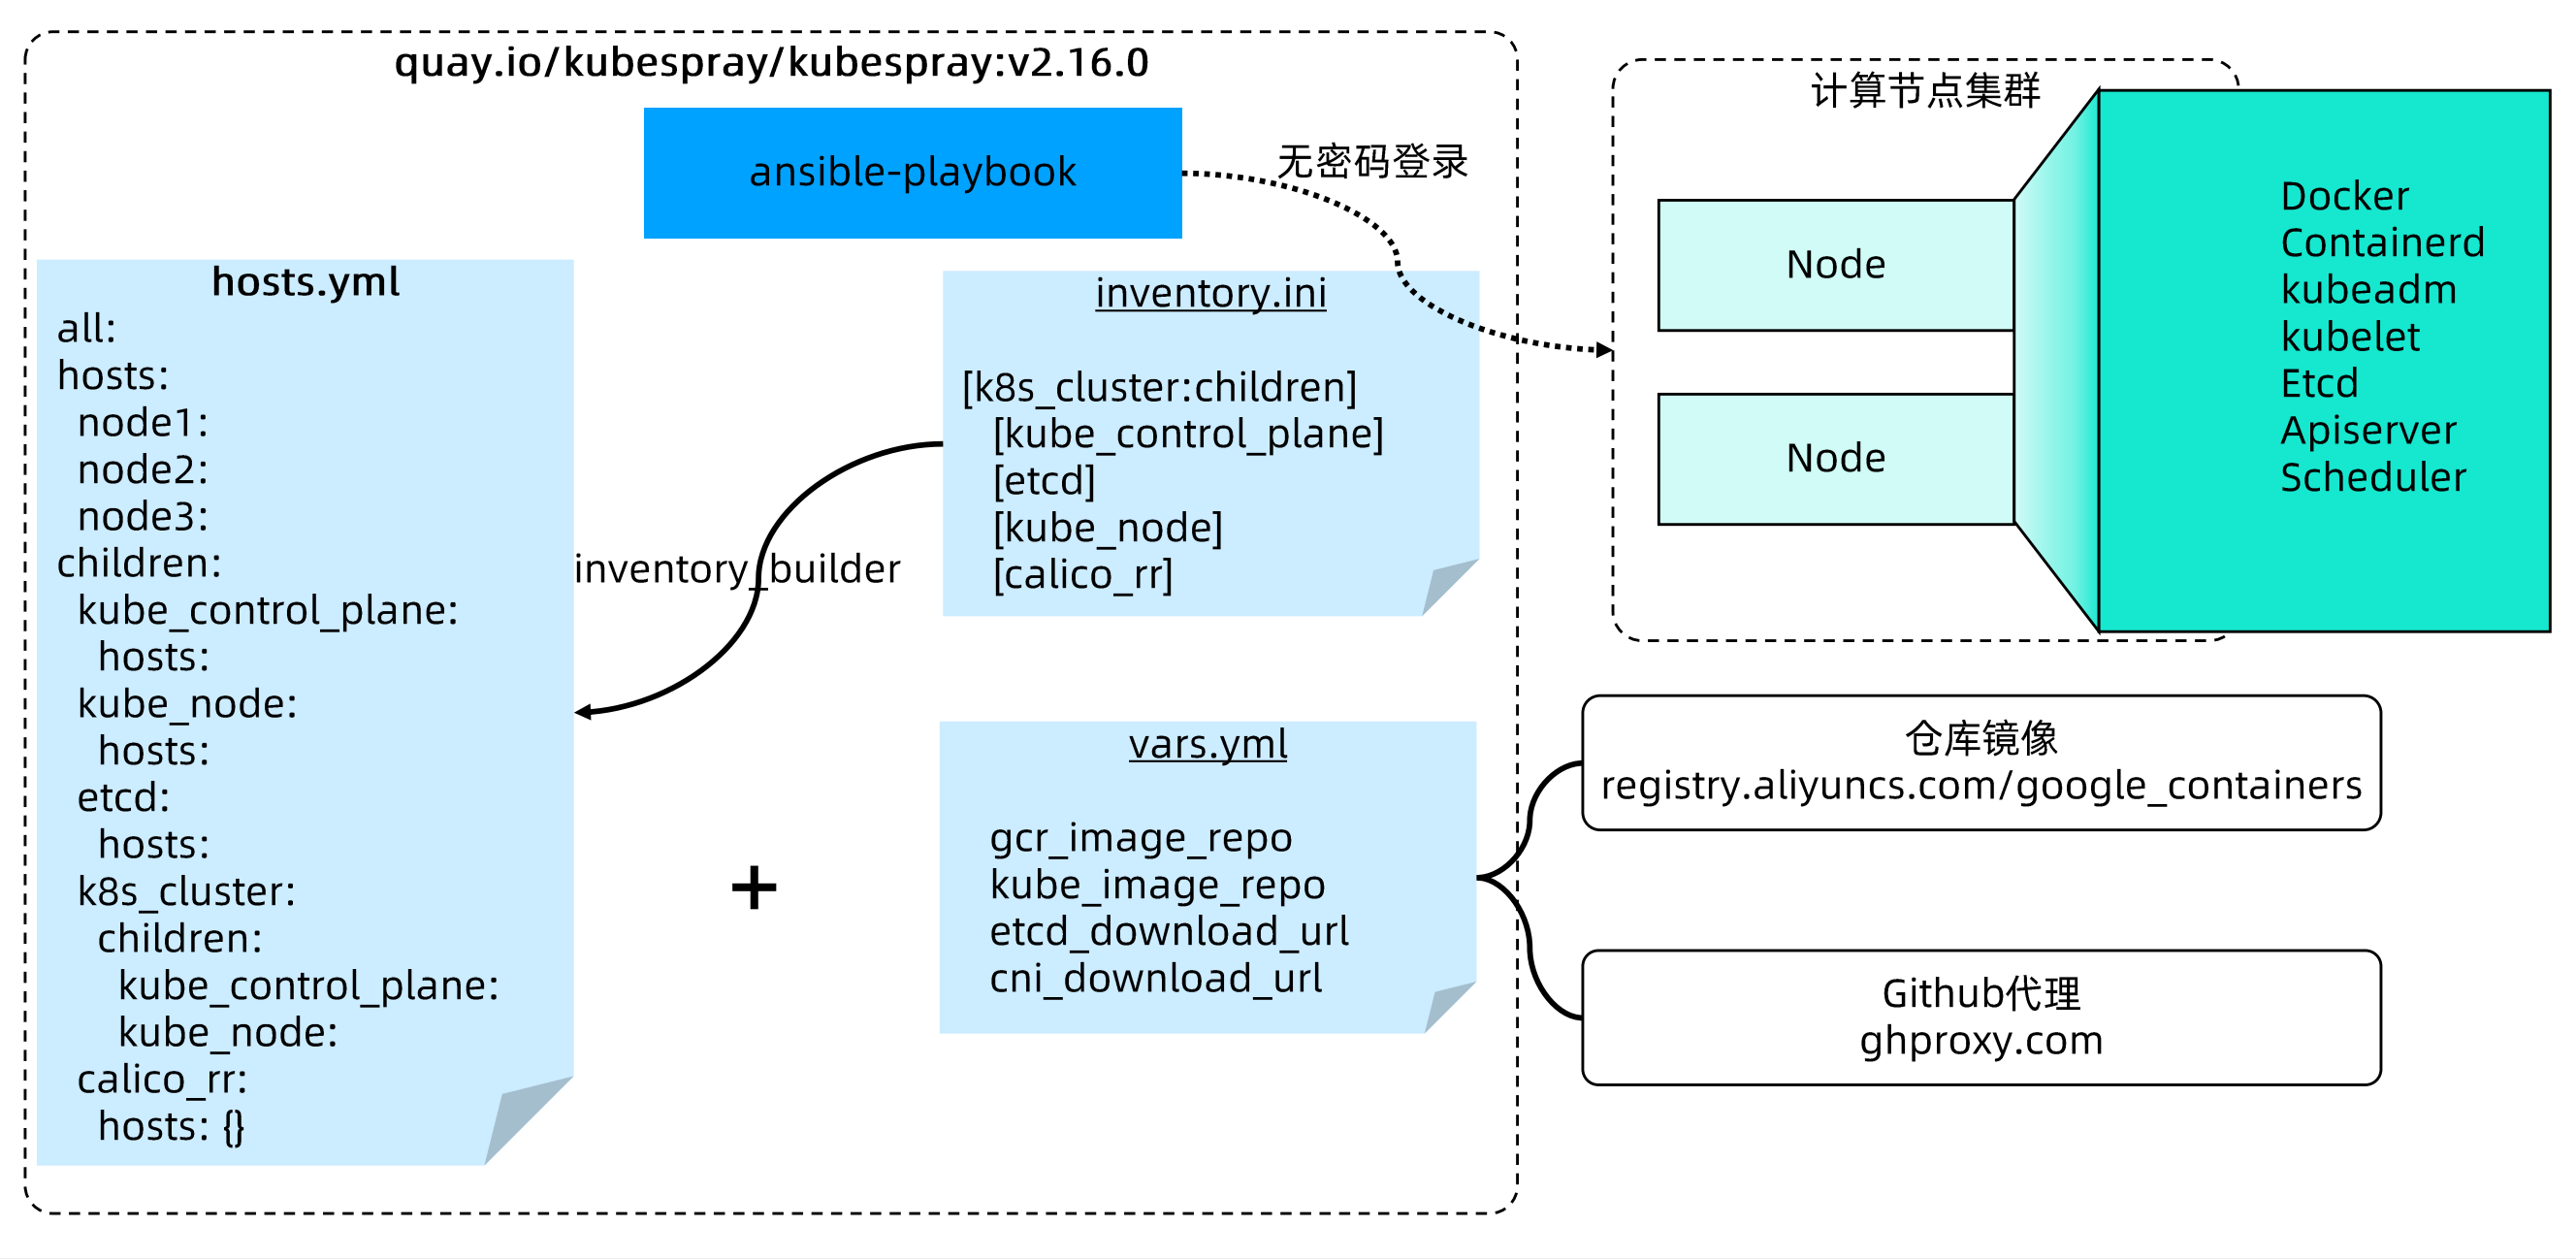 quay.io/kubespray/kubespray:v2.16.0
ansible-playbook
无密码登录
hosts.yml
all:
hosts:
node1:
node2:
node3:
children:
kube_control_plane:
hosts:
kube_node:
hosts:
etcd:
hosts:
k8s_cluster:
children:
kube_control_plane:
kube_node:
calico_rr:
hosts: {}
inventory_builder
inventory.ini
[k8s_cluster:children]
[kube_control_plane]
[etcd]
[kube_node]
[calico_rr]
+
vars.yml
gcr_image_repo
kube_image_repo
etcd_download_url
cni_download_url
计算节点集群
Node
Node
Docker
Containerd
kubeadm
kubelet
Etcd
Apiserver
Scheduler
仓库镜像
registry.aliyuncs.com/google_containers
Github代理
ghproxy.com